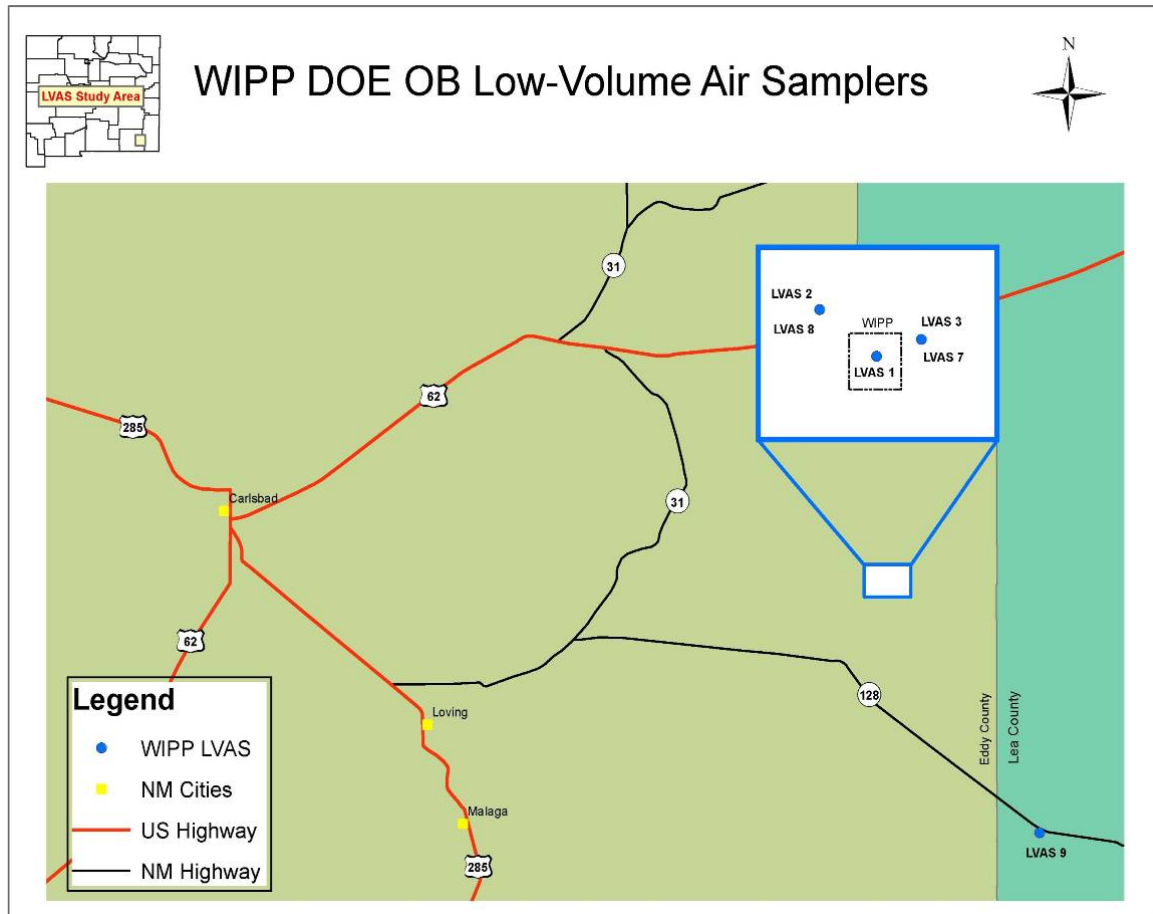 LVAS Study Area
WIPP DOE OB Low-Volume Air Samplers
N
31
LVAS 2
LVAS 8
WIPP
LVAS 3
LVAS 7
LVAS 1
62
285
Carlsbad
31
62
128
Eddy County
Lea County
Loving
Malaga
285
LVAS 9
Legend
WIPP LVAS
NM Cities
US Highway
NM Highway